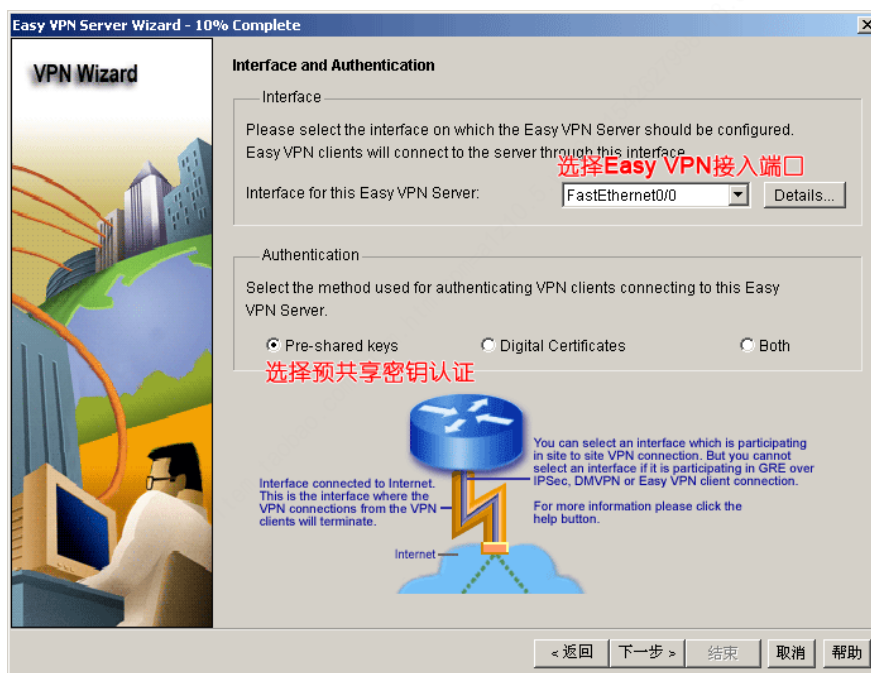 Easy VPN Server Wizard - 10% Complete
VPN Wizard
Interface and Authentication
Interface
Please select the interface on which the Easy VPN Server should be configured.
Easy VPN clients will connect to the server through this interface
选择Easy VPN接入端口
Interface for this Easy VPN Server:
FastEthernet0/0
Details...
Authentication
Select the method used for authenticating VPN clients connecting to this Easy
VPN Server.
Pre-shared keys
Digital Certificates
Both
选择预共享密钥认证
You can select an interface which is participating
in site to site VPN connection. But you cannot
select an interface if it is participating in GRE over
IPSec, DMVPN or Easy VPN client connection.
For more information please click the
help button.
Interface connected to Internet.
This is the interface where the
VPN connections from the VPN
clients will terminate.
Internet
<返回
下一步>
结束
取消
帮助